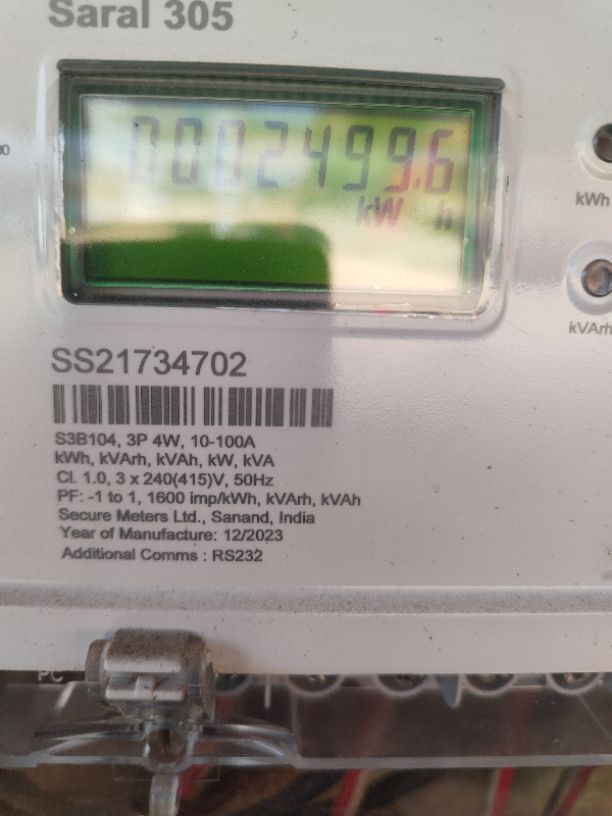 Saral 305
0002499.6
kW h
kWh
kVArh
SS21734702
S3B104, 3P 4W, 10-100A
kWh, kVArh, kVAh, kW, kVA
Cl. 1.0, 3 x 240(415)V, 50Hz
PF: -1 to 1, 1600 imp/kWh, kVArh, kVAh
Secure Meters Ltd., Sanand, India
Year of Manufacture: 12/2023
Additional Comms : RS232